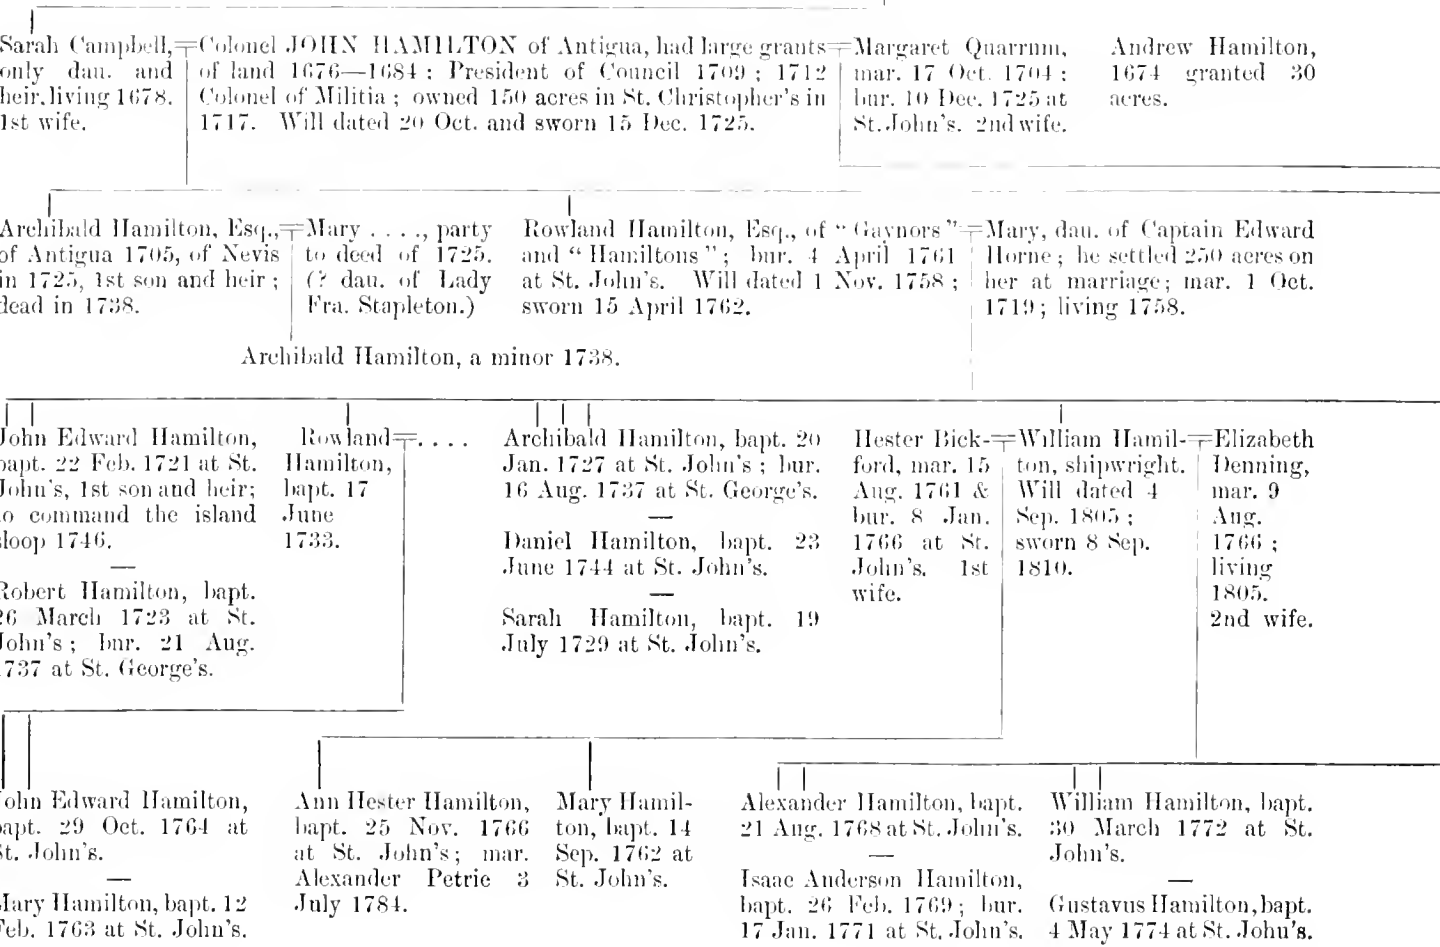 Sarah Campbell,
only dau. and
heir, living 1678.
1st wife.
Colonel JOHN HAMILTON of Antigua, had large grants
of land 1676—1684 ; President of Council 1709 ; 1712
Colonel of Militia ; owned 150 acres in St. Christopher's in
1717. Will dated 20 Oct. and sworn 15 Dec. 1725.
Margaret Quarrum,
mar. 17 Oct. 1704 ;
bur. 10 Dec. 1725 at
St. John's. 2nd wife.
Andrew Hamilton,
1674 granted 30
acres.
Archibald Hamilton, Esq.,
of Antigua 1705, of Nevis
in 1725, 1st son and heir ;
dead in 1738.
Mary . . . ., party
to deed of 1725.
(? dau. of Lady
Fra. Stapleton.)
Rowland Hamilton, Esq., of “ Gaynors ”
and “ Hamiltons ” ; bur. 4 April 1761
at St. John's. Will dated 1 Nov. 1758 ;
sworn 15 April 1762.
Mary, dau. of Captain Edward
Horne ; he settled 250 acres on
her at marriage ; mar. 1 Oct.
1719 ; living 1758.
Archibald Hamilton, a minor 1738.
John Edward Hamilton,
bapt. 22 Feb. 1721 at St.
John's, 1st son and heir;
to command the island
sloop 1746.
—
Robert Hamilton, bapt.
26 March 1723 at St.
John's ; bur. 21 Aug.
1737 at St. George's.
Rowland . . . .
Hamilton,
bapt. 17
June
1733.
Archibald Hamilton, bapt. 20
Jan. 1727 at St. John's ; bur.
16 Aug. 1737 at St. George's.
—
Daniel Hamilton, bapt. 23
June 1744 at St. John's.
—
Sarah Hamilton, bapt. 19
July 1729 at St. John's.
Hester Bick-
ford, mar. 15
Aug. 1761 &
bur. 8 Jan.
1766 at St.
John's. 1st
wife.
William Hamil-
ton, shipwright.
Will dated 4
Sep. 1805 ;
sworn 8 Sep.
1810.
Elizabeth
Denning,
mar. 9
Aug.
1766 ;
living
1805.
2nd wife.
John Edward Hamilton,
bapt. 29 Oct. 1764 at
St. John's.
—
Mary Hamilton, bapt. 12
Feb. 1763 at St. John's.
Ann Hester Hamilton,
bapt. 25 Nov. 1766
at St. John's ; mar.
Alexander Petrie 3
July 1784.
Mary Hamil-
ton, bapt. 14
Sep. 1762 at
St. John's.
Alexander Hamilton, bapt.
21 Aug. 1768 at St. John's.
—
Isaac Anderson Hamilton,
bapt. 26 Feb. 1769 ; bur.
17 Jan. 1771 at St. John's.
William Hamilton, bapt.
30 March 1772 at St.
John's.
—
Gustavus Hamilton, bapt.
4 May 1774 at St. John's.